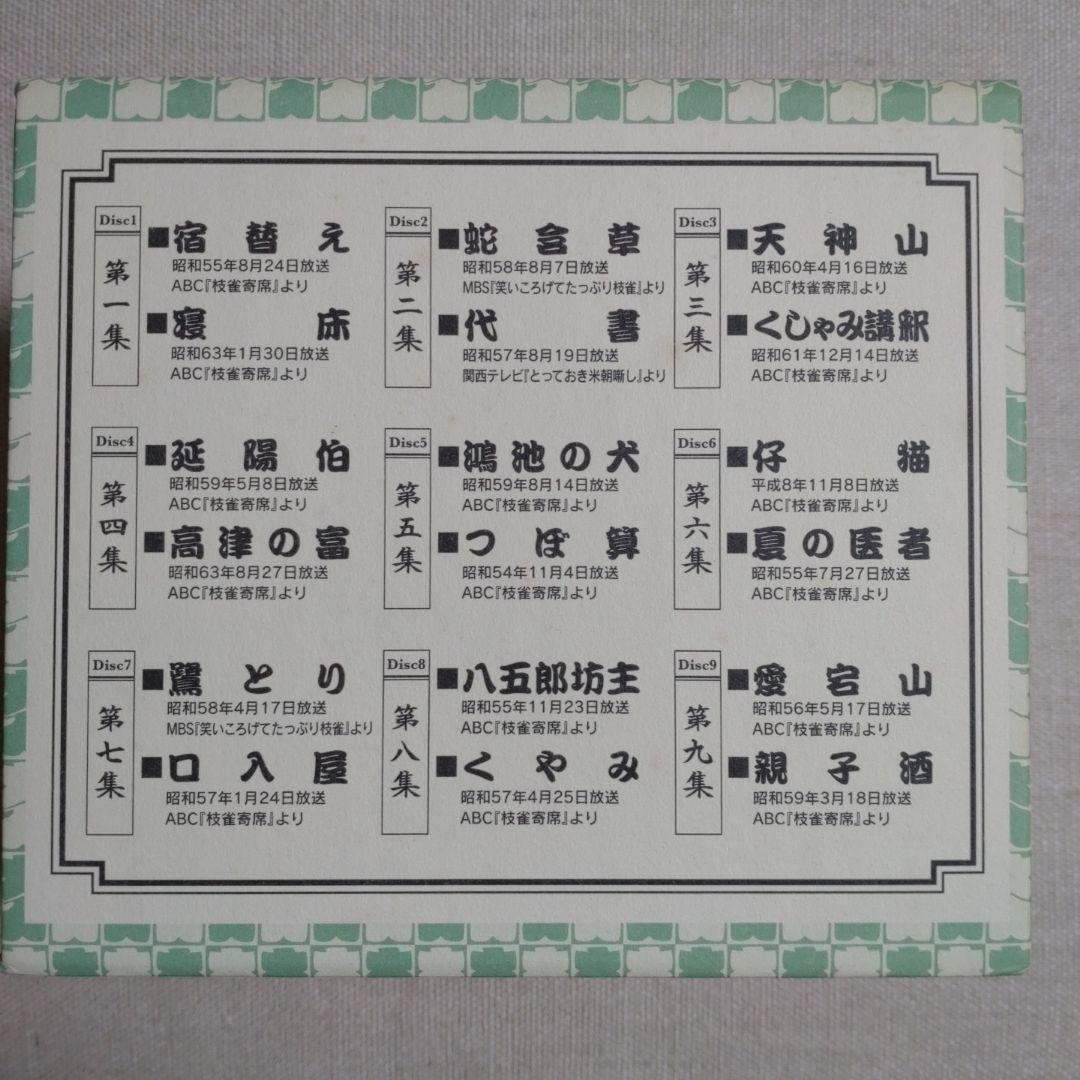 Disc1
第一集
■宿替え
昭和55年8月24日放送
ABC『枝雀寄席』より
■寝床
昭和63年1月30日放送
ABC『枝雀寄席』より
Disc2
第二集
■蛇含草
昭和58年8月7日放送
MBS『笑いころげてたっぷり枝雀』より
■代書
昭和57年8月19日放送
関西テレビ『とっておき米朝噺し』より
Disc3
第三集
■天神山
昭和60年4月16日放送
ABC『枝雀寄席』より
■くしゃみ講釈
昭和61年12月14日放送
ABC『枝雀寄席』より
Disc4
第四集
■延陽伯
昭和59年5月8日放送
ABC『枝雀寄席』より
■高津の富
昭和63年8月27日放送
ABC『枝雀寄席』より
Disc5
第五集
■鴻池の犬
昭和59年8月14日放送
ABC『枝雀寄席』より
■つぼ算
昭和54年11月4日放送
ABC『枝雀寄席』より
Disc6
第六集
■仔猫
平成8年11月8日放送
ABC『枝雀寄席』より
■夏の医者
昭和55年7月27日放送
ABC『枝雀寄席』より
Disc7
第七集
■鷺とり
昭和58年4月17日放送
MBS『笑いころげてたっぷり枝雀』より
■口入屋
昭和57年1月24日放送
ABC『枝雀寄席』より
Disc8
第八集
■八五郎坊主
昭和55年11月23日放送
ABC『枝雀寄席』より
■くやみ
昭和57年4月25日放送
ABC『枝雀寄席』より
Disc9
第九集
■愛宕山
昭和56年5月17日放送
ABC『枝雀寄席』より
■親子酒
昭和59年3月18日放送
ABC『枝雀寄席』より